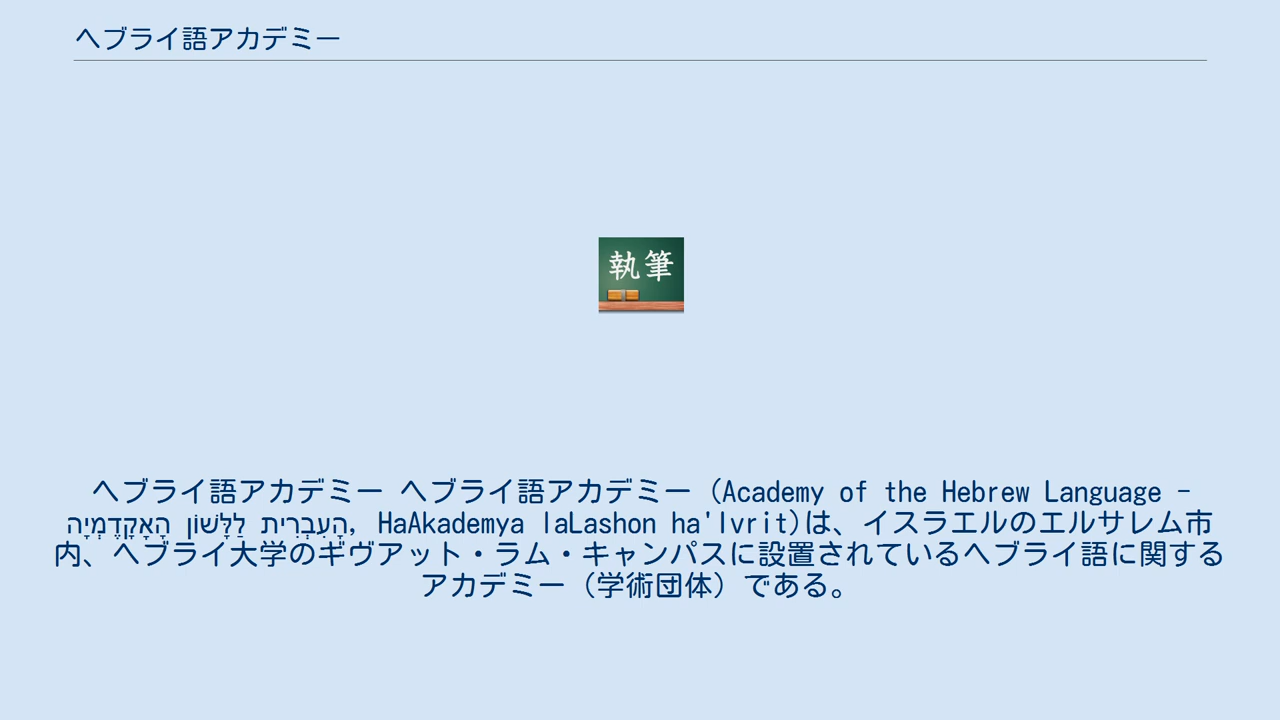 ヘブライ語アカデミー
執筆
ヘブライ語アカデミー ヘブライ語アカデミー（Academy of the Hebrew Language -
הָאָקָדֶמְיָה לַלָּשׁוֹן הָעִבְרִית, HaAkademya laLashon ha'Ivrit)は、イスラエルのエルサレム市
内、ヘブライ大学のギヴアット・ラム・キャンパスに設置されているヘブライ語に関する
アカデミー（学術団体）である。